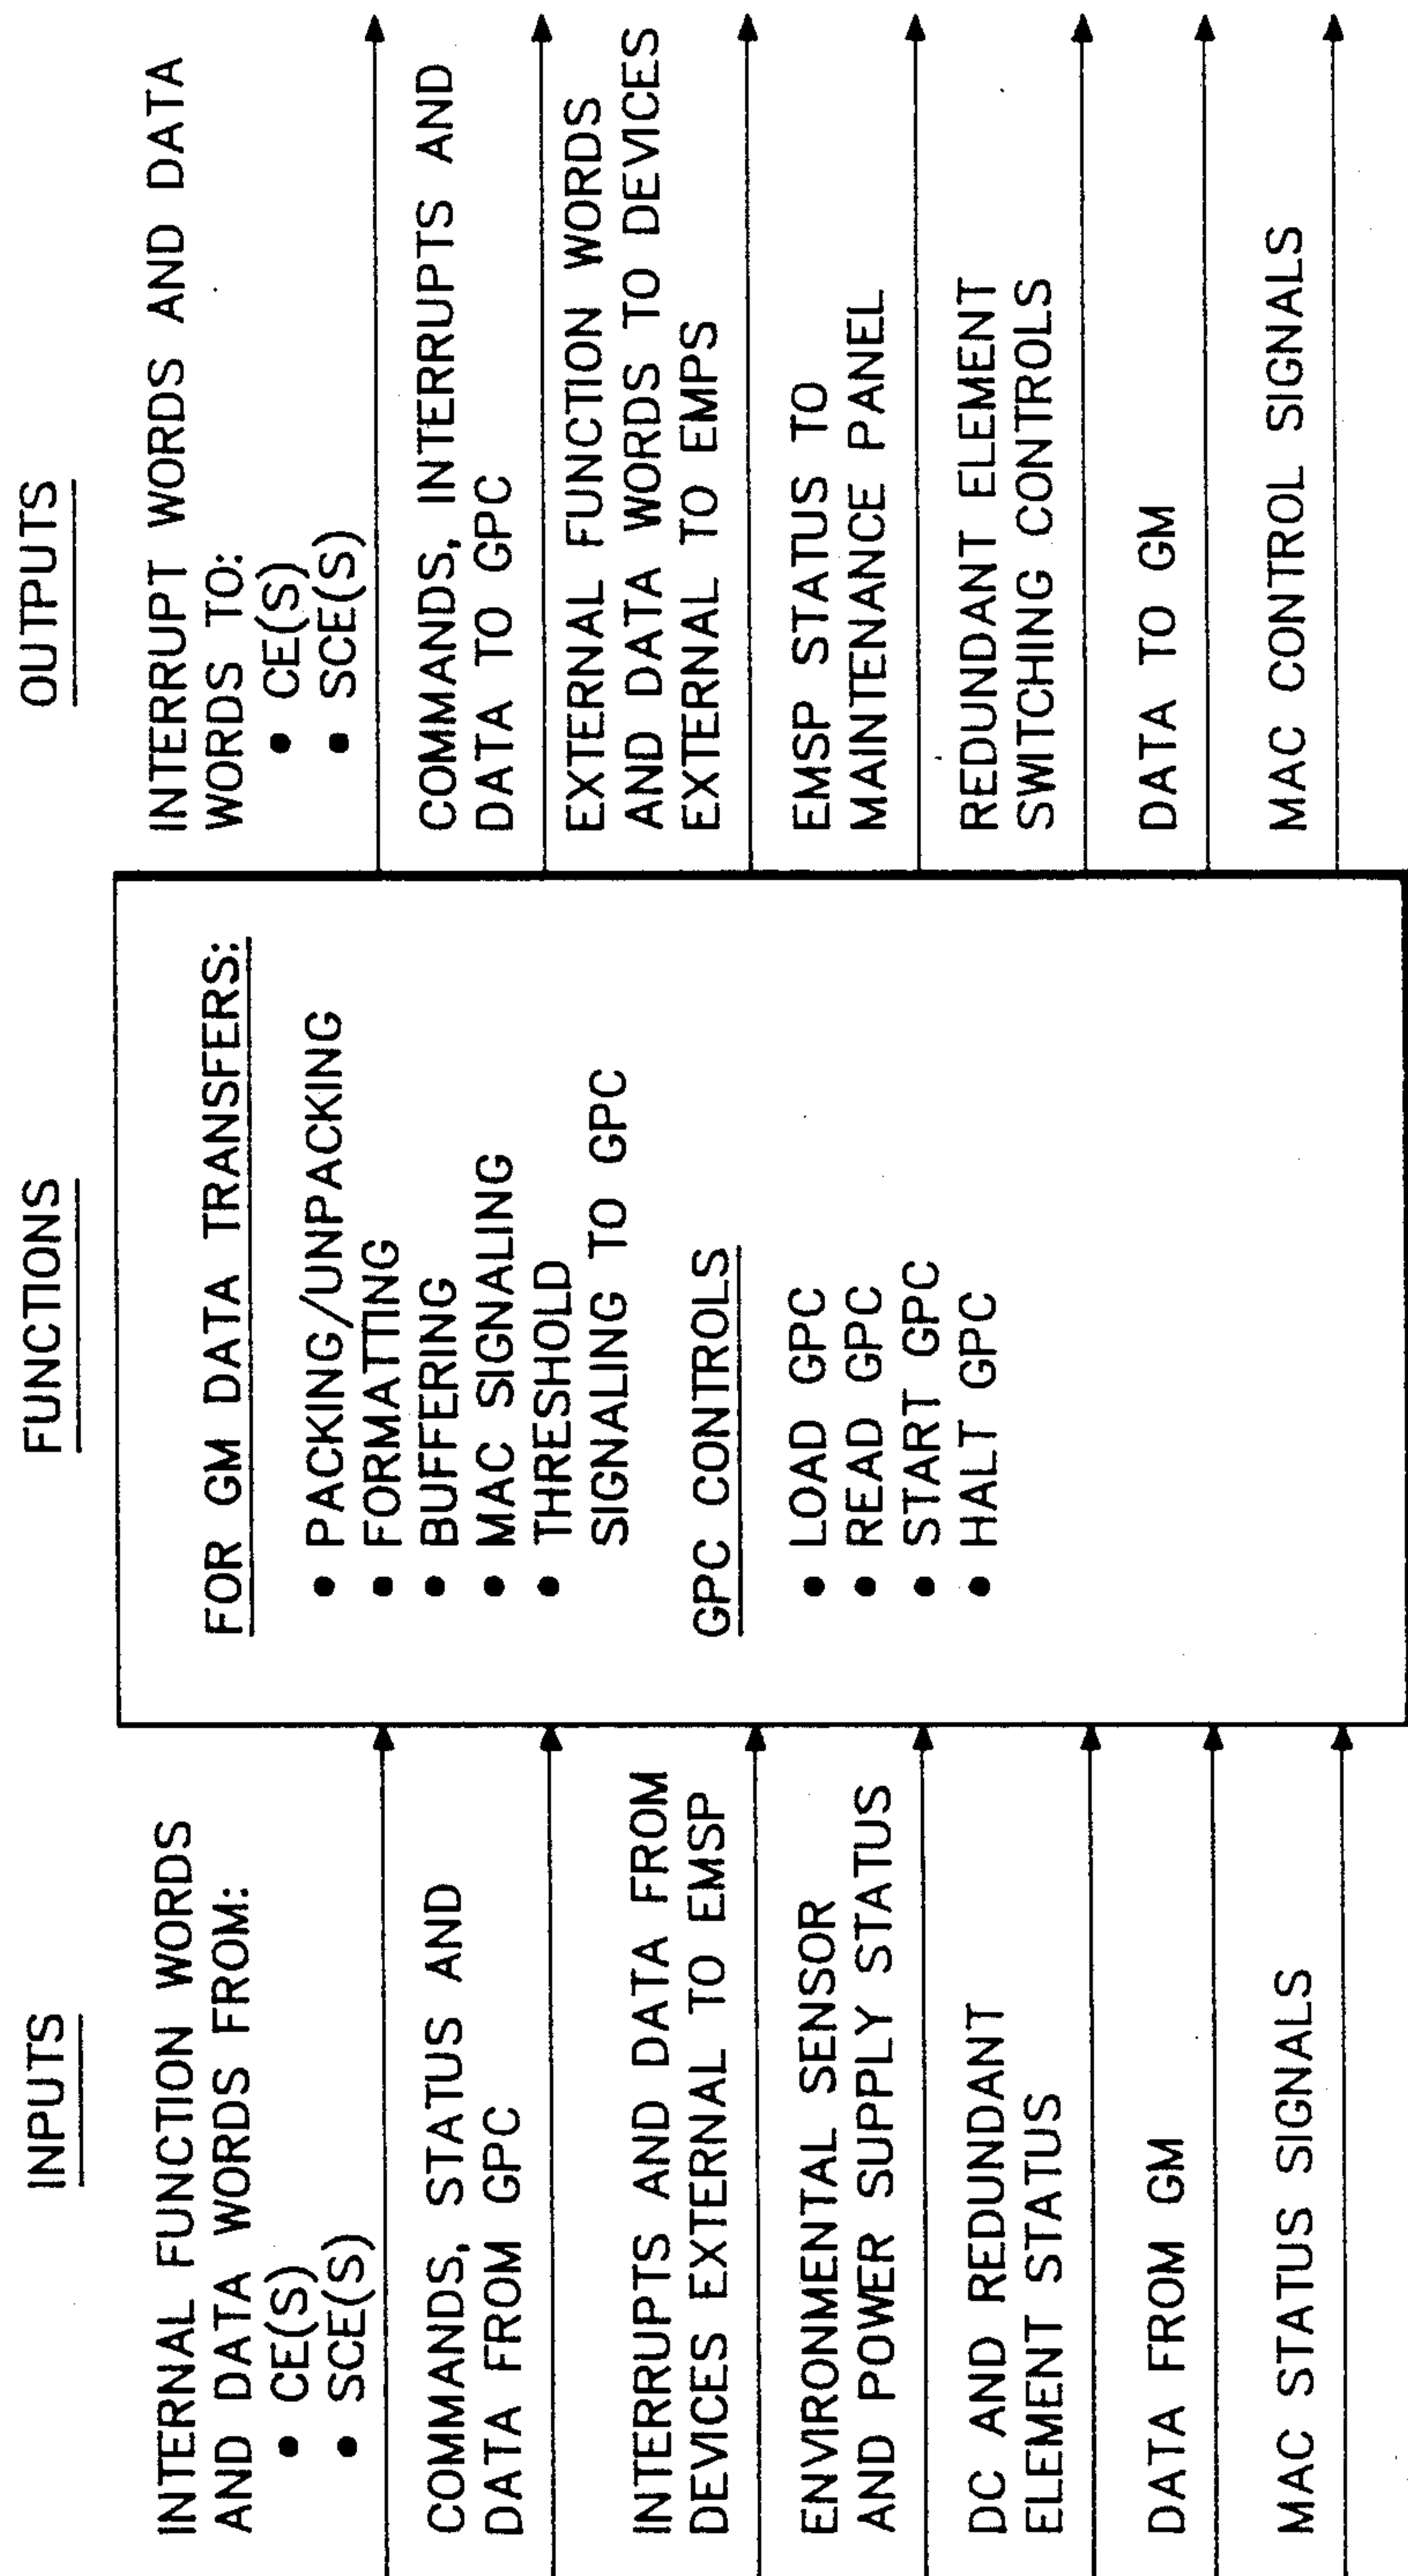 INPUTS
INTERNAL FUNCTION WORDS
AND DATA WORDS FROM:
• CE(S)
• SCE(S)
COMMANDS, STATUS AND
DATA FROM GPC
INTERRUPTS AND DATA FROM
DEVICES EXTERNAL TO EMSP
ENVIRONMENTAL SENSOR
AND POWER SUPPLY STATUS
DC AND REDUNDANT
ELEMENT STATUS
DATA FROM GM
MAC STATUS SIGNALS
FUNCTIONS
FOR GM DATA TRANSFERS:
• PACKING/UNPACKING
• FORMATTING
• BUFFERING
• MAC SIGNALING
• THRESHOLD
SIGNALING TO GPC
GPC CONTROLS
• LOAD GPC
• READ GPC
• START GPC
• HALT GPC
OUTPUTS
INTERRUPT WORDS AND DATA
WORDS TO:
• CE(S)
• SCE(S)
COMMANDS, INTERRUPTS AND
DATA TO GPC
EXTERNAL FUNCTION WORDS
AND DATA WORDS TO DEVICES
EXTERNAL TO EMPS
EMSP STATUS TO
MAINTENANCE PANEL
REDUNDANT ELEMENT
SWITCHING CONTROLS
DATA TO GM
MAC CONTROL SIGNALS